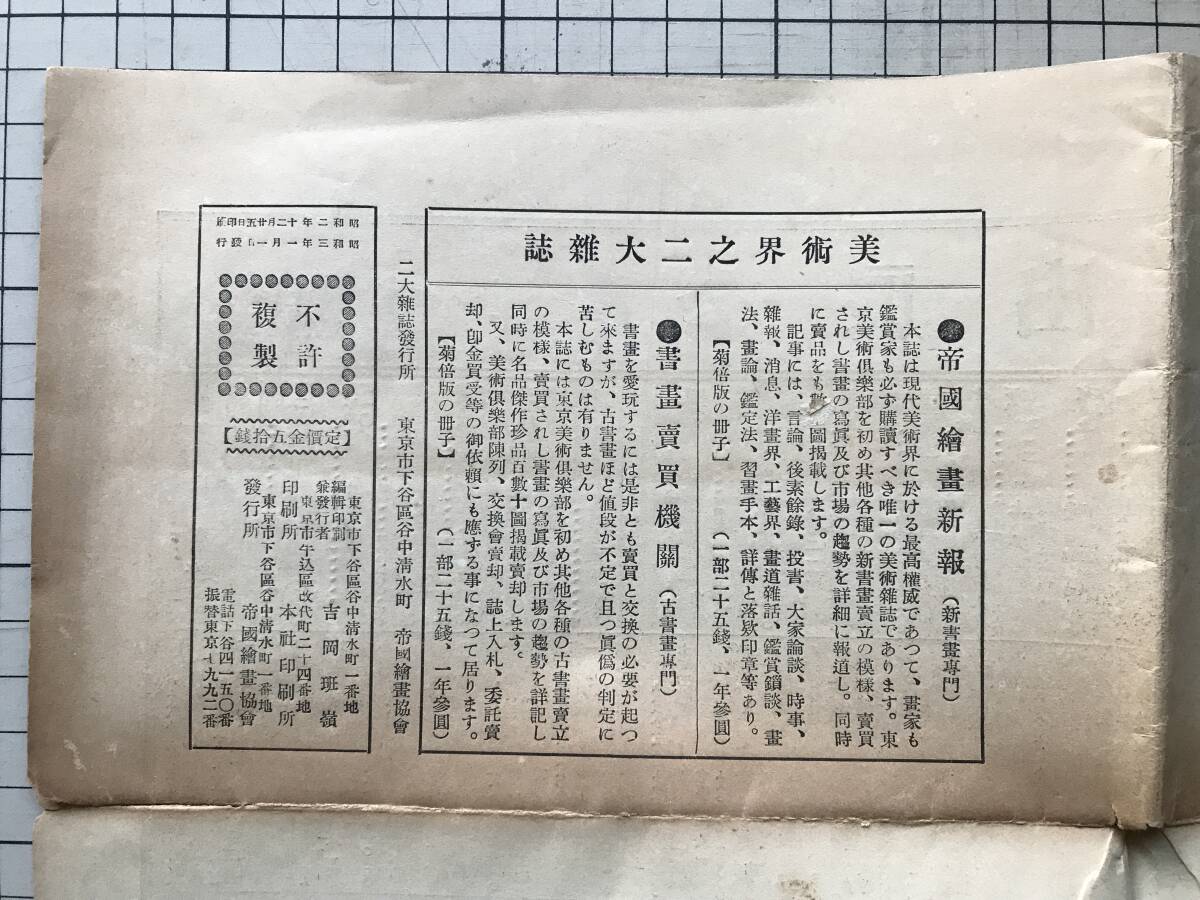 美術界之二大雜誌
●帝國繪畫新報(新書畫專門)
本誌は現代美術界に於ける最高權威であつて、畫家も
鑑賞家も必ず購讀すべき唯一の美術雜誌であります。東
京美術俱樂部を初め其他各種の新書畫賣立の模樣、賣買
されし書畫の寫眞及び市場の趨勢を詳細に報道し。同時
に賣品をも數圖揭載します。
記事には、言論、後素餘錄、投書、大家論談、時事、
雜報、消息、洋畫界、工藝界、畫道雜話、鑑賞鎖談、畫
法、畫論、鑑定法、習畫手本、詳傳と落欵印章等あり。
【菊倍版の冊子】 (一部二十五錢、一年參圓)
●書畫賣買機關(古書畫專門)
書畫を愛玩するには是非とも賣買と交換の必要が起つ
て來ますが、古書畫ほど値段が不定で且つ眞僞の判定に
苦しむものは有りません。
本誌には東京美術俱樂部を初め其他各種の古書畫賣立
の模樣、賣買されし書畫の寫眞及び市場の趨勢を詳記し
同時に名品傑作珍品百數十圖揭載賣却します。
又、美術俱樂部陳列、交換會賣却、誌上入札、委託賣
却、卽金買受等の御依賴にも應ずる事になつて居ります。
【菊倍版の冊子】 (一部二十五錢、一年參圓)
二大雜誌發行所 東京市下谷區谷中淸水町 帝國繪畫協會
昭和二年十二月廿五日印刷
昭和三年一月一日發行
不許
複製
【定價金五拾錢】
東京市下谷區谷中淸水町一番地
編輯印刷
兼發行者 吉岡班嶺
東京市牛込區改代町二十四番地
印刷所 本社印刷所
東京市下谷區谷中淸水町一番地
發行所 帝國繪畫協會
電話下谷四一五〇番
振替東京七九九二番